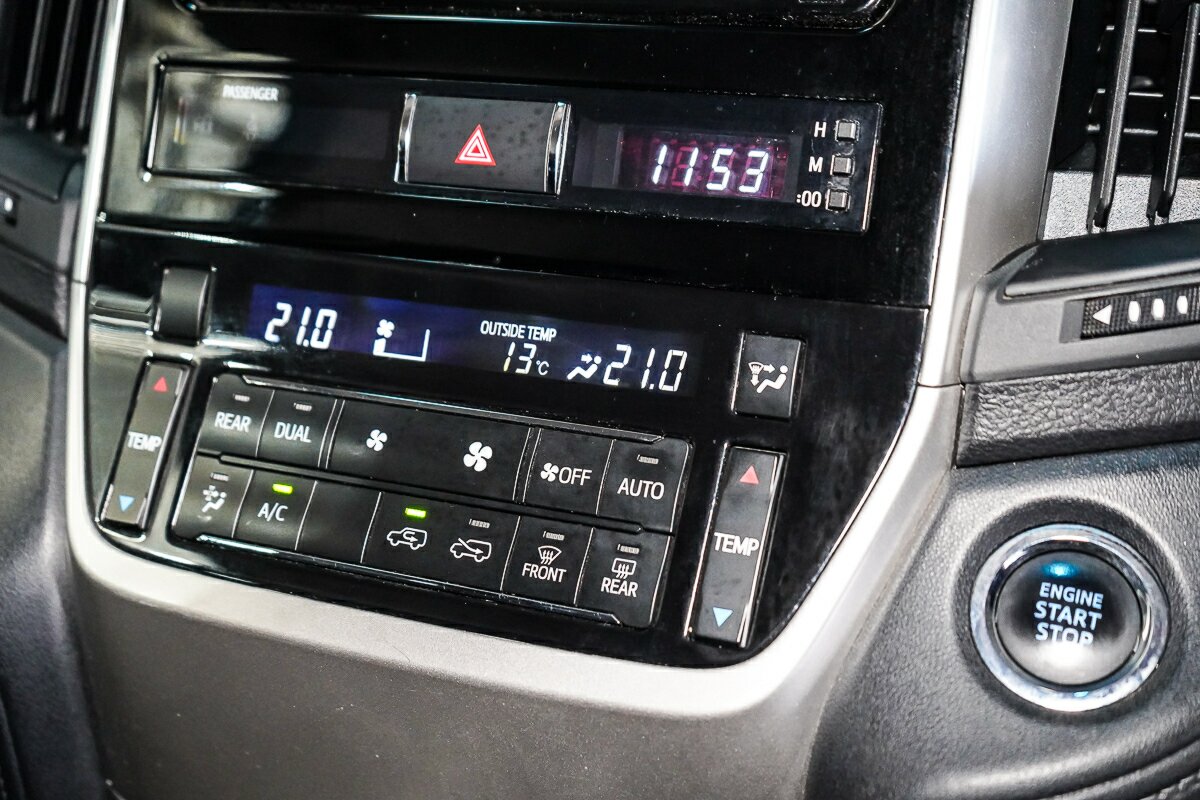 PASSENGER
H
1153
M
:00
21.0
OUTSIDE TEMP
13°C
21.0
TEMP
REAR
DUAL
OFF
AUTO
A/C
FRONT
REAR
TEMP
ENGINE
START
STOP